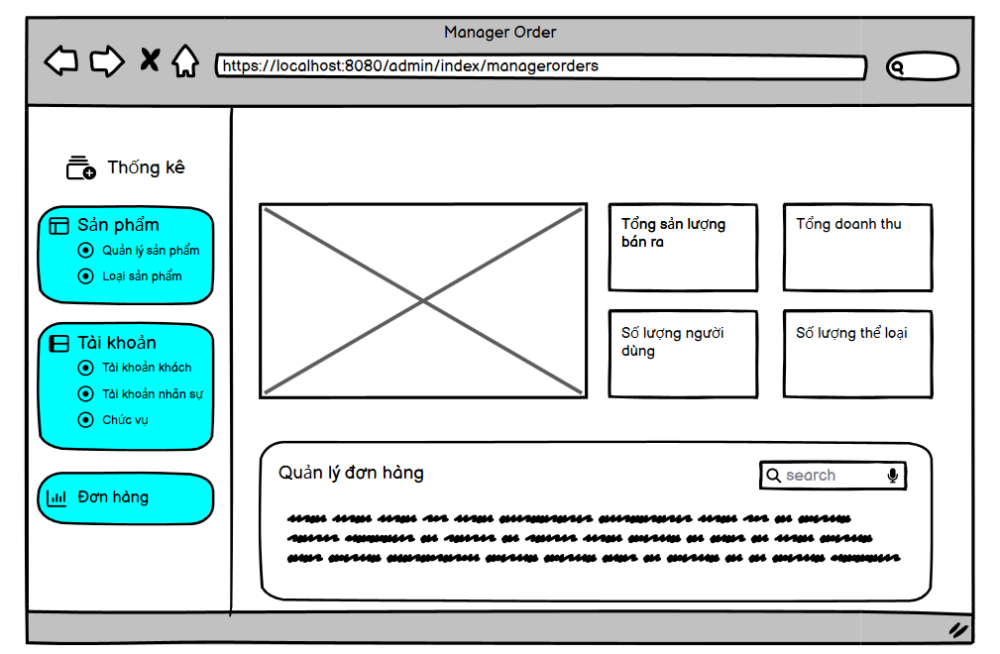 Manager Order
https://localhost:8080/admin/index/managerorders
Thống kê
Sản phẩm
Quản lý sản phẩm
Loại sản phẩm
Tài khoản
Tài khoản khách
Tài khoản nhân sự
Chức vụ
Đơn hàng
Tổng sản lượng
bán ra
Tổng doanh thu
Số lượng người
dùng
Số lượng thể loại
Quản lý đơn hàng
search